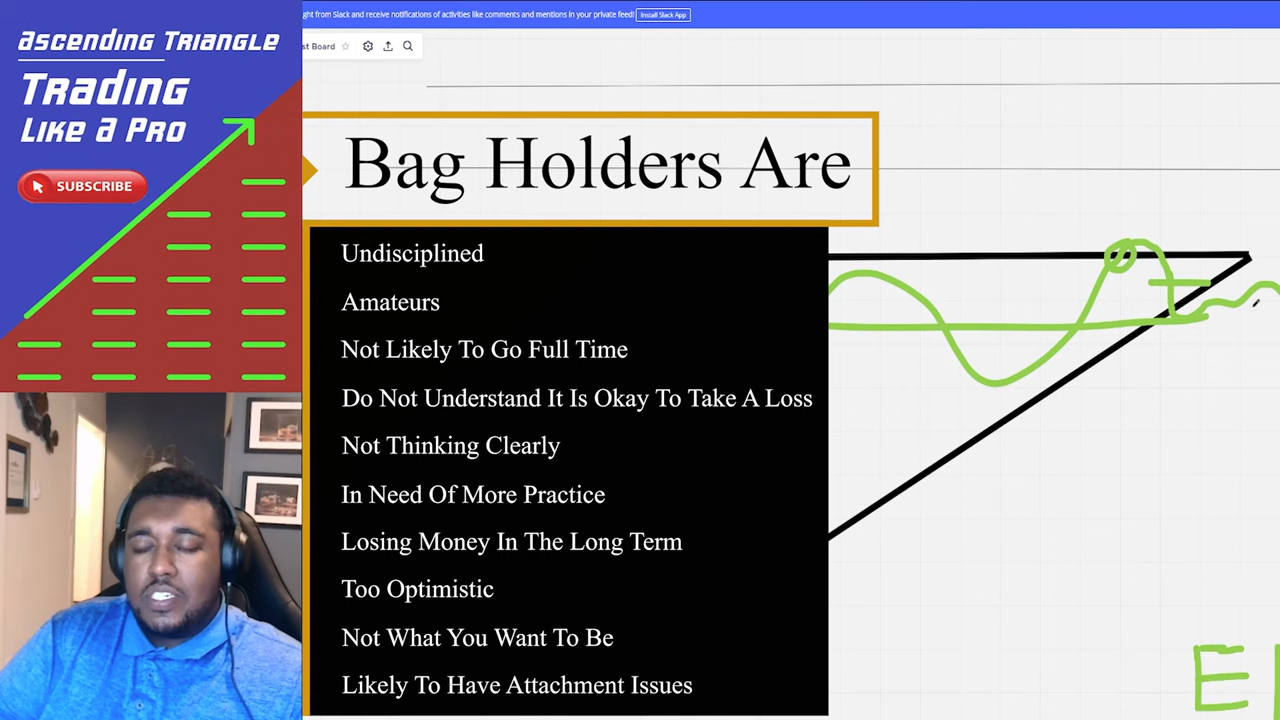 ght from Slack and receive notifications of activities like comments and mentions in your private feed! Install Slack App
st Board
Ascending Triangle
Trading
Like a Pro
SUBSCRIBE
Bag Holders Are
Undisciplined
Amateurs
Not Likely To Go Full Time
Do Not Understand It Is Okay To Take A Loss
Not Thinking Clearly
In Need Of More Practice
Losing Money In The Long Term
Too Optimistic
Not What You Want To Be
Likely To Have Attachment Issues
E